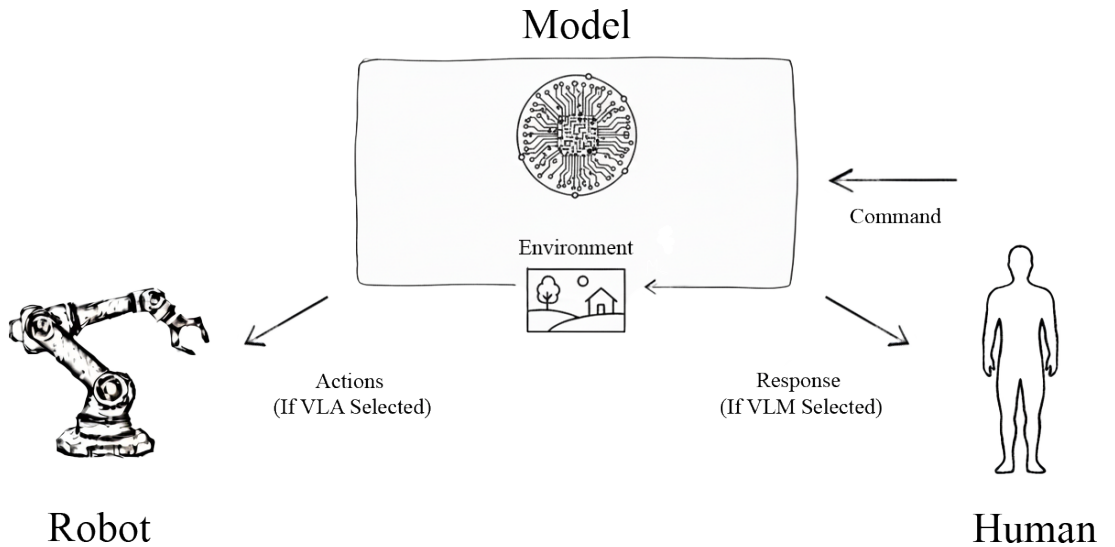 Model
Command
Environment
Actions
(If VLA Selected)
Response
(If VLM Selected)
Robot
Human